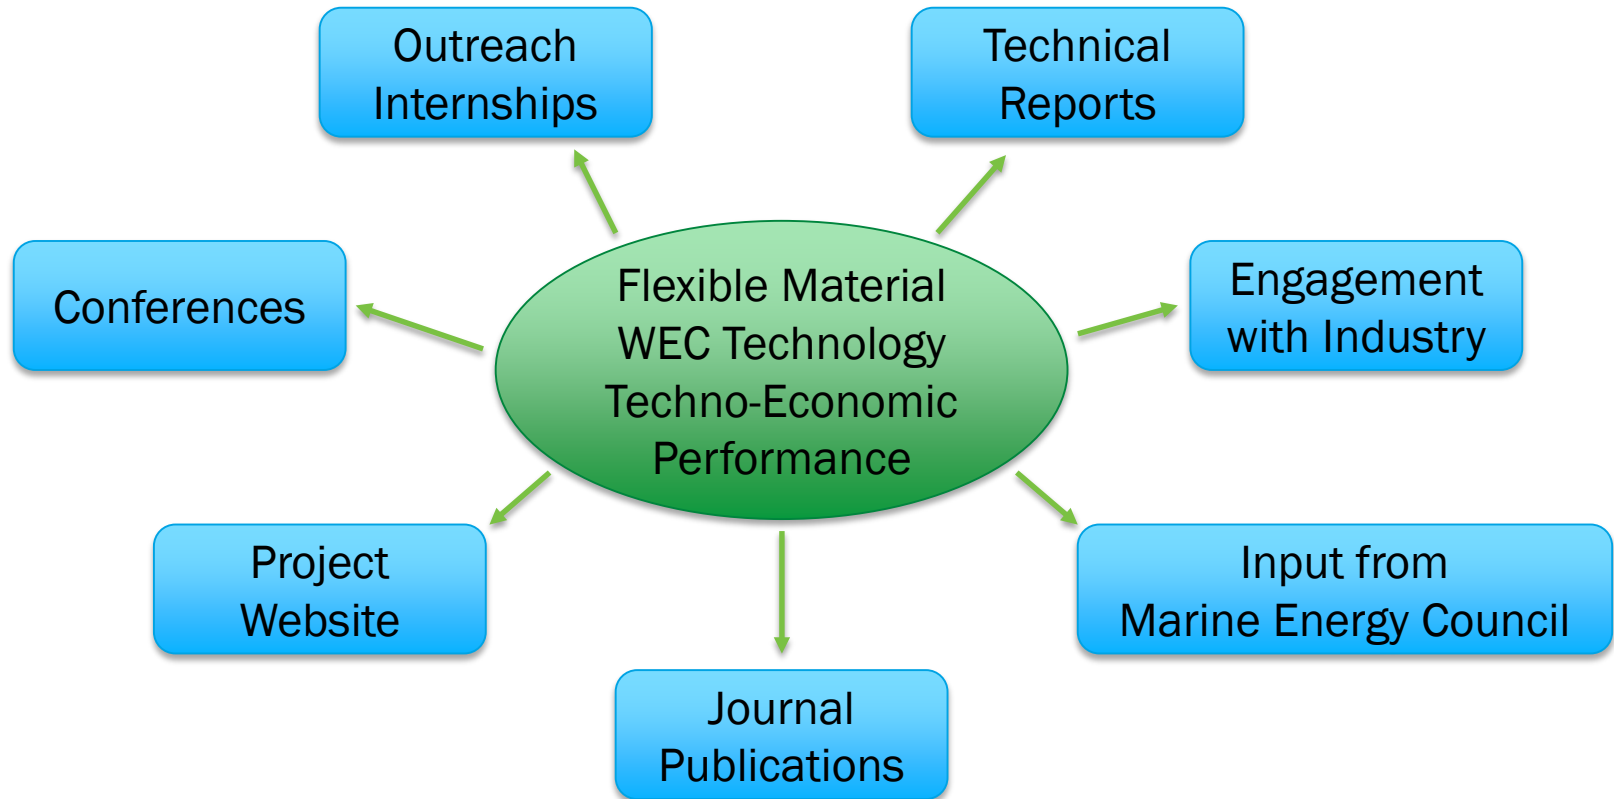 Outreach
Internships
Technical
Reports
Conferences
Flexible Material
WEC Technology
Techno-Economic
Performance
Engagement
with Industry
Project
Website
Input from
Marine Energy Council
Journal
Publications